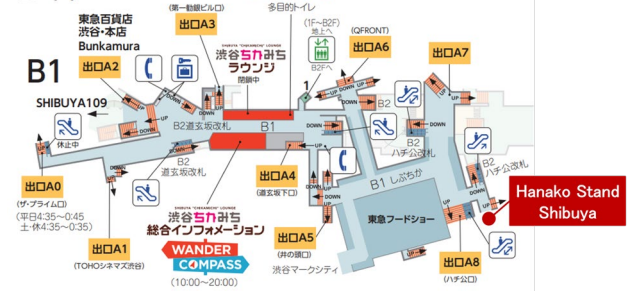 多目的トイレ
(第一勧銀ビル口)
東急百貨店
渋谷・本店
Bunkamura
出口A3
(1F~B2F)
地上へ
B2Fへ
(QFRONT)
出口A6
出口A7
出口A2
SHIBUYA "CHIKAMICHI" LOUNGE
渋谷ちかみち
ラウンジ
閉鎖中
1
B1
SHIBUYA109
休止中
UP
DOWN
B2道玄坂改札
B1
B2
道玄坂改札
B2
ハチ公改札
B2
ハチ公改札
出口A0
(ザ・プライム口)
(平日4:35~0:45
土・休4:35~0:35)
出口A1
(TOHOシネマズ渋谷)
出口A4
(道玄坂下口)
渋谷ちかみち
総合インフォメーション
WANDER
COMPASS
(10:00~20:00)
出口A5
(井の頭口)
渋谷マークシティ
B1 しぶちか
東急フードショー
出口A8
(ハチ公口)
Hanako Stand
Shibuya